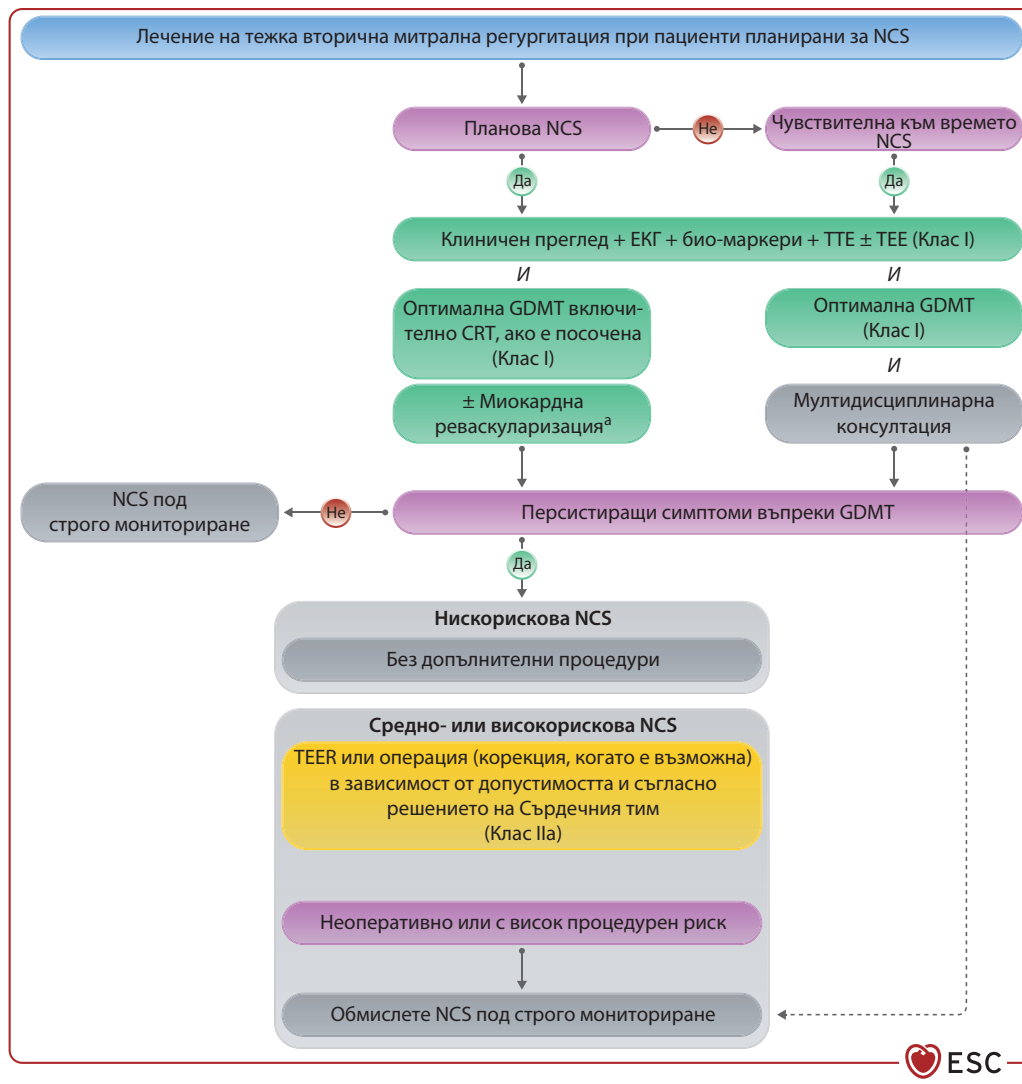 Лечение на тежка вторична митрална регургитация при пациенти планирани за NCS
Планова NCS
Не
Чувствителна към времето
NCS
Да
Да
Клиничен преглед + ЕКГ + био-маркери + ТТЕ ± ТЕЕ (Клас I)
И
И
Оптимална GDMT включи-
телно CRT, ако е посочена
(Клас I)
Оптимална GDMT
(Клас I)
И
± Миокардна
реваскуларизацияᵃ
Мултидисциплинарна
консултация
NCS под
строго мониториране
Не
Персистиращи симптоми въпреки GDMT
Да
Нискорискова NCS
Без допълнителни процедури
Средно- или високорискова NCS
TEER или операция (корекция, когато е възможна)
в зависимост от допустимостта и съгласно
решението на Сърдечния тим
(Клас IIa)
Неоперативно или с висок процедурен риск
Обмислете NCS под строго мониториране
ESC